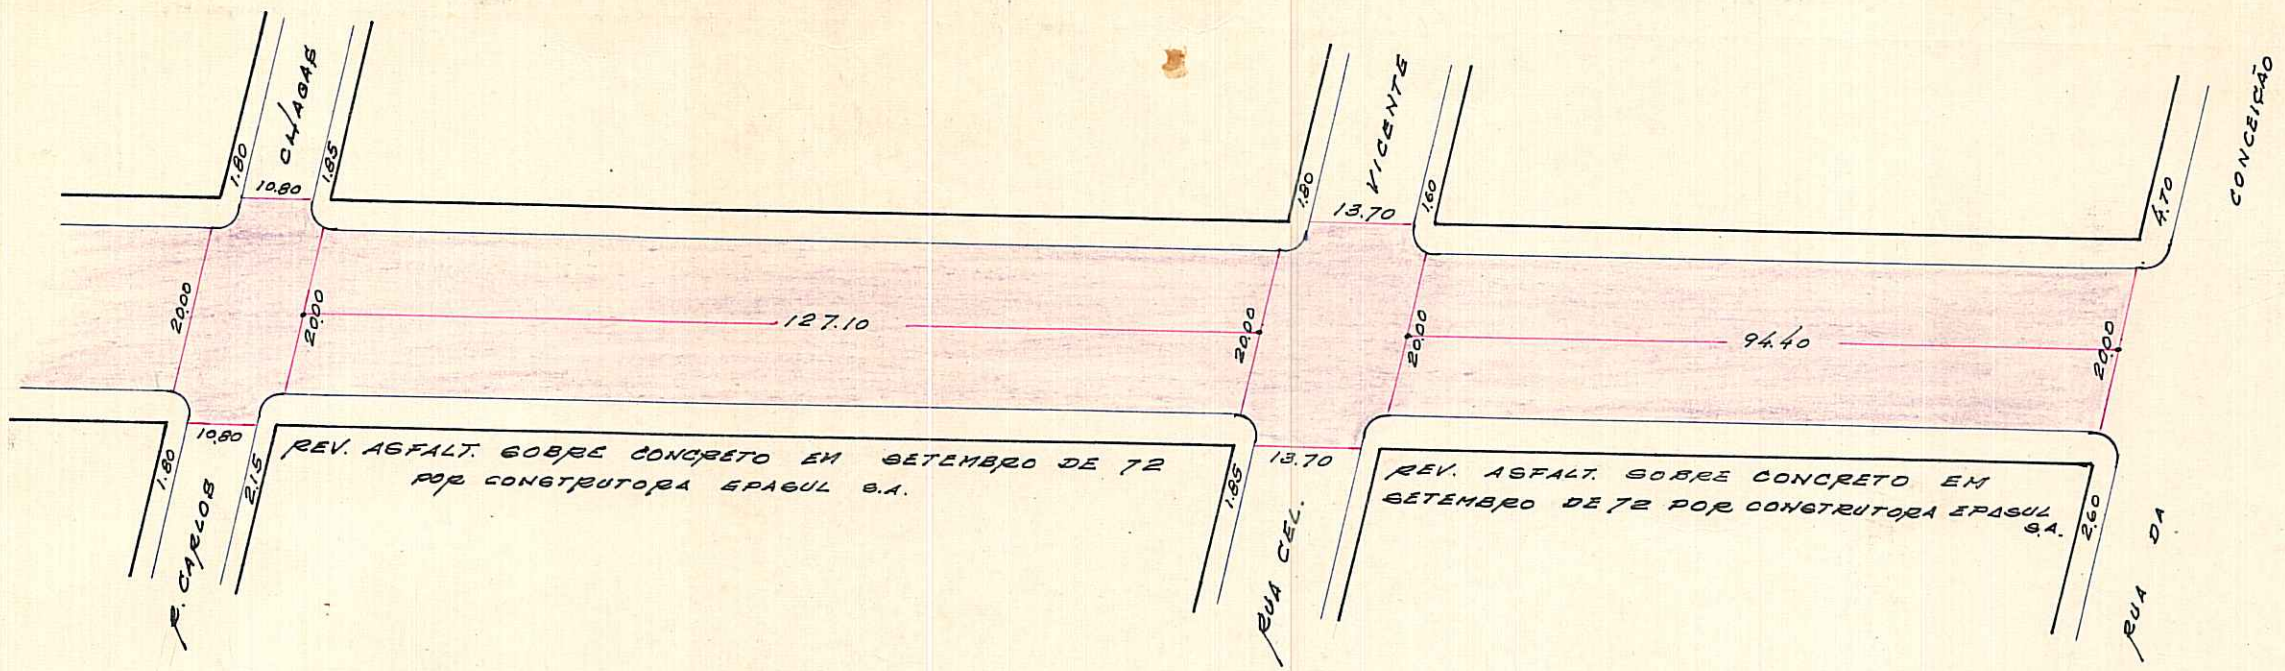 CHAGAS
VICENTE
CONCEIÇÃO
1.80
10.80
1.85
1.80
13.70
1.60
4.70
20.00
20.00
127.10
20.00
20.00
94.40
20.00
1.80
10.80
2.15
REV. ASFALT. SOBRE CONCRETO EM SETEMBRO DE 72
POR CONSTRUTORA EPASUL S.A.
1.85
13.70
REV. ASFALT. SOBRE CONCRETO EM
SETEMBRO DE 72 POR CONSTRUTORA EPASUL
S.A.
2.60
R. CARLOS
RUA CEL.
RUA DA